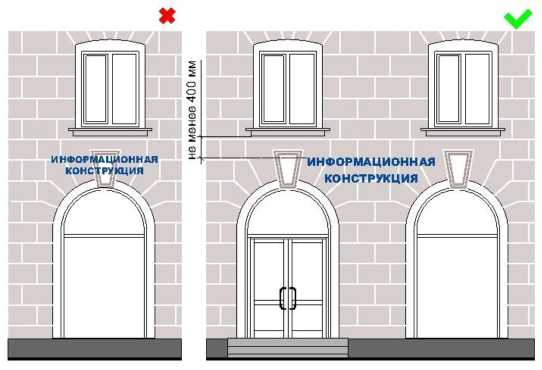 не менее 400 мм
ИНФОРМАЦИОННАЯ
КОНСТРУКЦИЯ
ИНФОРМАЦИОННАЯ
КОНСТРУКЦИЯ